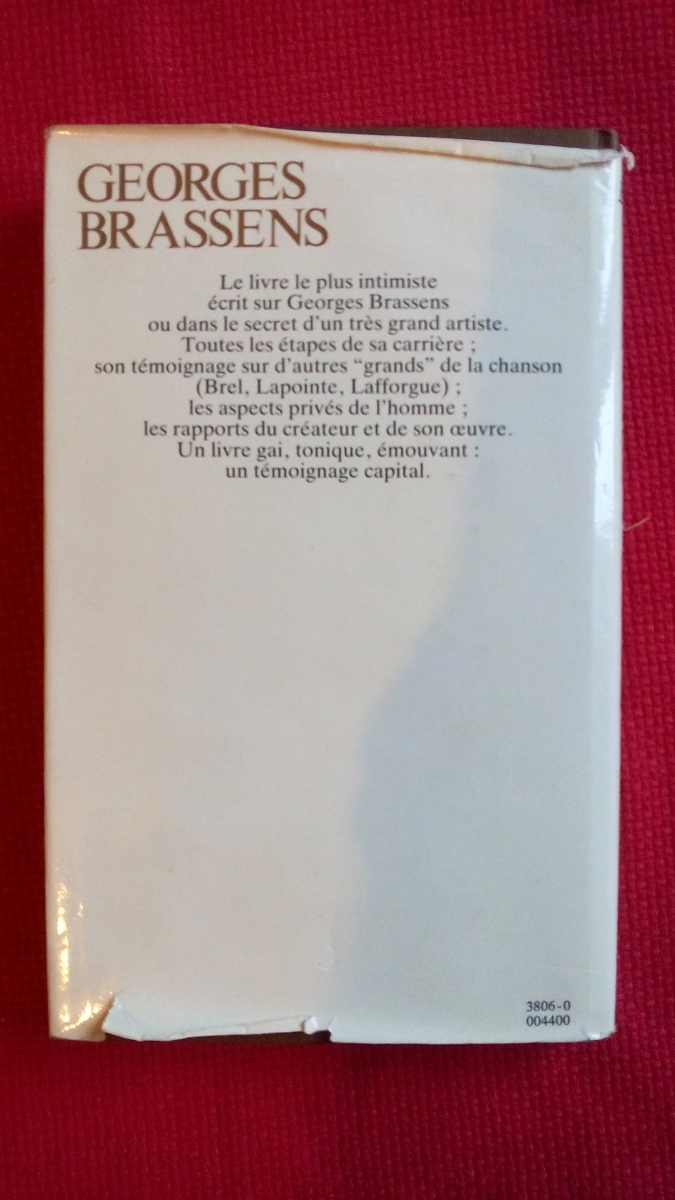 GEORGES
BRASSENS
Le livre le plus intimiste
écrit sur Georges Brassens
ou dans le secret d'un très grand artiste.
Toutes les étapes de sa carrière ;
son témoignage sur d'autres “grands” de la chanson
(Brel, Lapointe, Lafforgue) ;
les aspects privés de l'homme ;
les rapports du créateur et de son œuvre.
Un livre gai, tonique, émouvant :
un témoignage capital.
3806-0
004400